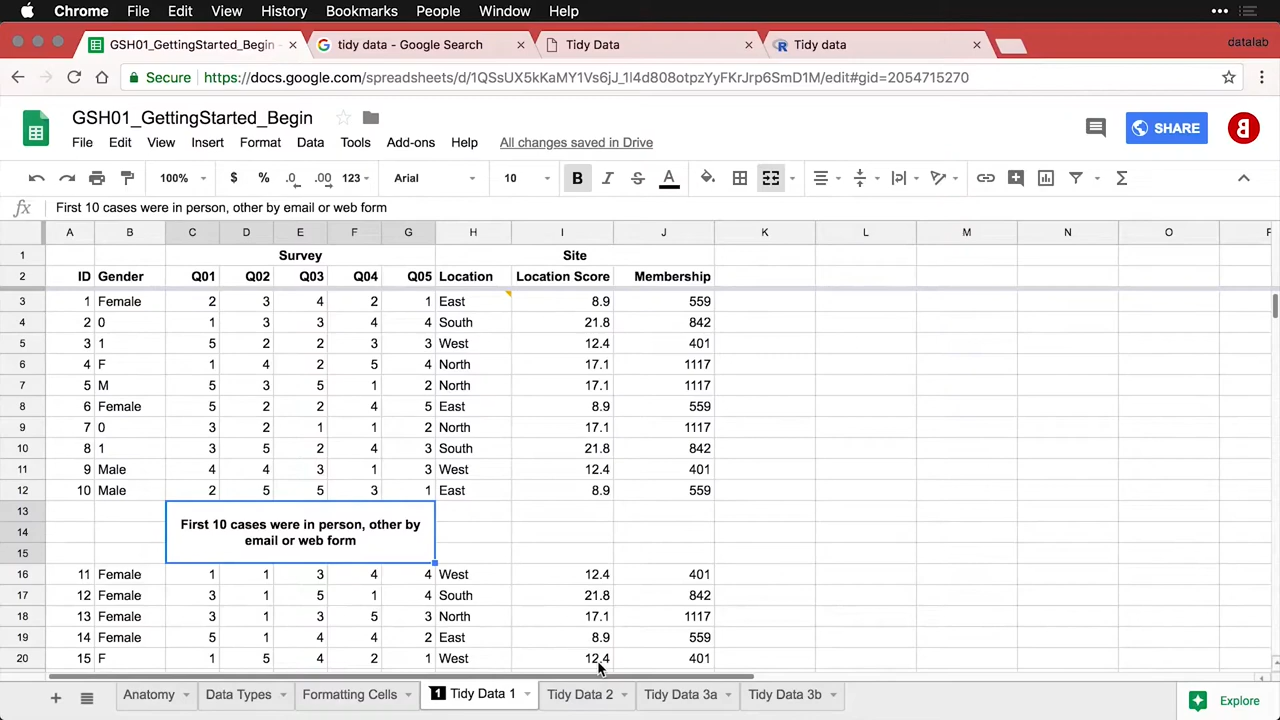 Chrome File Edit View History Bookmarks People Window Help
GSH01_GettingStarted_Begin - tidy data - Google Search Tidy Data Tidy data datalab
Secure https://docs.google.com/spreadsheets/d/1QSsUX5kKaMY1Vs6jJ_1l4d808otpzYyFKrJrp6SmD1M/edit#gid=2054715270
GSH01_GettingStarted_Begin
SHARE
File Edit View Insert Format Data Tools Add-ons Help All changes saved in Drive
100% $ % .0 .00 123 Arial 10 B I S A Σ
fx First 10 cases were in person, other by email or web form
A B C D E F G H I J K L M N O
1 Survey Site
2 ID Gender Q01 Q02 Q03 Q04 Q05 Location Location Score Membership
3 1 Female 2 3 4 2 1 East 8.9 559
4 2 0 1 3 3 4 4 South 21.8 842
5 3 1 5 2 2 3 3 West 12.4 401
6 4 F 1 4 2 5 4 North 17.1 1117
7 5 M 5 3 5 1 2 North 17.1 1117
8 6 Female 5 2 2 4 5 East 8.9 559
9 7 0 3 2 1 1 2 North 17.1 1117
10 8 1 3 5 2 4 3 South 21.8 842
11 9 Male 4 4 3 1 3 West 12.4 401
12 10 Male 2 5 5 3 1 East 8.9 559
13
14 First 10 cases were in person, other by
email or web form
15
16 11 Female 1 1 3 4 4 West 12.4 401
17 12 Female 3 1 5 1 4 South 21.8 842
18 13 Female 3 1 3 5 3 North 17.1 1117
19 14 Female 5 1 4 4 2 East 8.9 559
20 15 F 1 5 4 2 1 West 12.4 401
Anatomy Data Types Formatting Cells 1 Tidy Data 1 Tidy Data 2 Tidy Data 3a Tidy Data 3b Explore